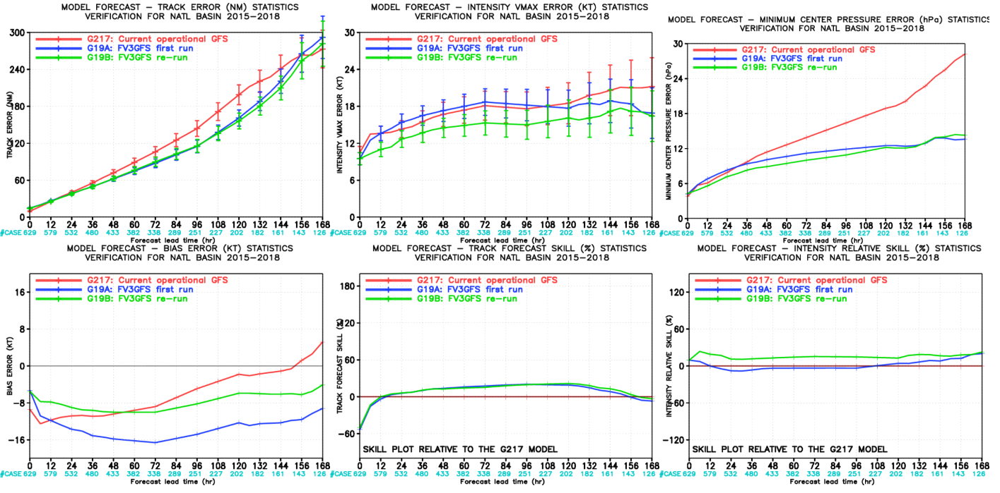 MODEL FORECAST — TRACK ERROR (NM) STATISTICS
VERIFICATION FOR NATL BASIN 2015—2018
G217: Current operational GFS
G19A: FV3GFS first run
G19B: FV3GFS re—run
TRACK ERROR (NM)
300
240
180
120
60
0
0 12 24 36 48 60 72 84 96 108 120 132 144 156 168
#CASE 629 579 532 480 433 382 338 289 251 227 202 182 161 143 126
Forecast lead time (hr)
MODEL FORECAST — INTENSITY VMAX ERROR (KT) STATISTICS
VERIFICATION FOR NATL BASIN 2015—2018
G217: Current operational GFS
G19A: FV3GFS first run
G19B: FV3GFS re—run
INTENSITY VMAX ERROR (KT)
30
24
18
12
6
0
0 12 24 36 48 60 72 84 96 108 120 132 144 156 168
#CASE 629 579 532 480 433 382 338 289 251 227 202 182 161 143 126
Forecast lead time (hr)
MODEL FORECAST — MINIMUM CENTER PRESSURE ERROR (hPa) STATISTICS
VERIFICATION FOR NATL BASIN 2015—2018
G217: Current operational GFS
G19A: FV3GFS first run
G19B: FV3GFS re—run
MINIMUM CENTER PRESSURE ERROR (hPa)
30
24
18
12
6
0
0 12 24 36 48 60 72 84 96 108 120 132 144 156 168
#CASE 629 579 532 480 433 382 338 289 251 227 202 182 161 143 126
Forecast lead time (hr)
MODEL FORECAST — BIAS ERROR (KT) STATISTICS
VERIFICATION FOR NATL BASIN 2015—2018
G217: Current operational GFS
G19A: FV3GFS first run
G19B: FV3GFS re—run
BIAS ERROR (KT)
16
8
0
−8
−16
0 12 24 36 48 60 72 84 96 108 120 132 144 156 168
#CASE 629 579 532 480 433 382 338 289 251 227 202 182 161 143 126
Forecast lead time (hr)
MODEL FORECAST — TRACK FORECAST SKILL (%) STATISTICS
VERIFICATION FOR NATL BASIN 2015—2018
G217: Current operational GFS
G19A: FV3GFS first run
G19B: FV3GFS re—run
TRACK FORECAST SKILL (%)
180
120
60
0
−60
SKILL PLOT RELATIVE TO THE G217 MODEL
0 12 24 36 48 60 72 84 96 108 120 132 144 156 168
#CASE 629 579 532 480 433 382 338 289 251 227 202 182 161 143 126
Forecast lead time (hr)
MODEL FORECAST — INTENSITY RELATIVE SKILL (%) STATISTICS
VERIFICATION FOR NATL BASIN 2015—2018
G217: Current operational GFS
G19A: FV3GFS first run
G19B: FV3GFS re—run
INTENSITY RELATIVE SKILL (%)
120
60
0
−60
−120
SKILL PLOT RELATIVE TO THE G217 MODEL
0 12 24 36 48 60 72 84 96 108 120 132 144 156 168
#CASE 629 579 532 480 433 382 338 289 251 227 202 182 161 143 126
Forecast lead time (hr)